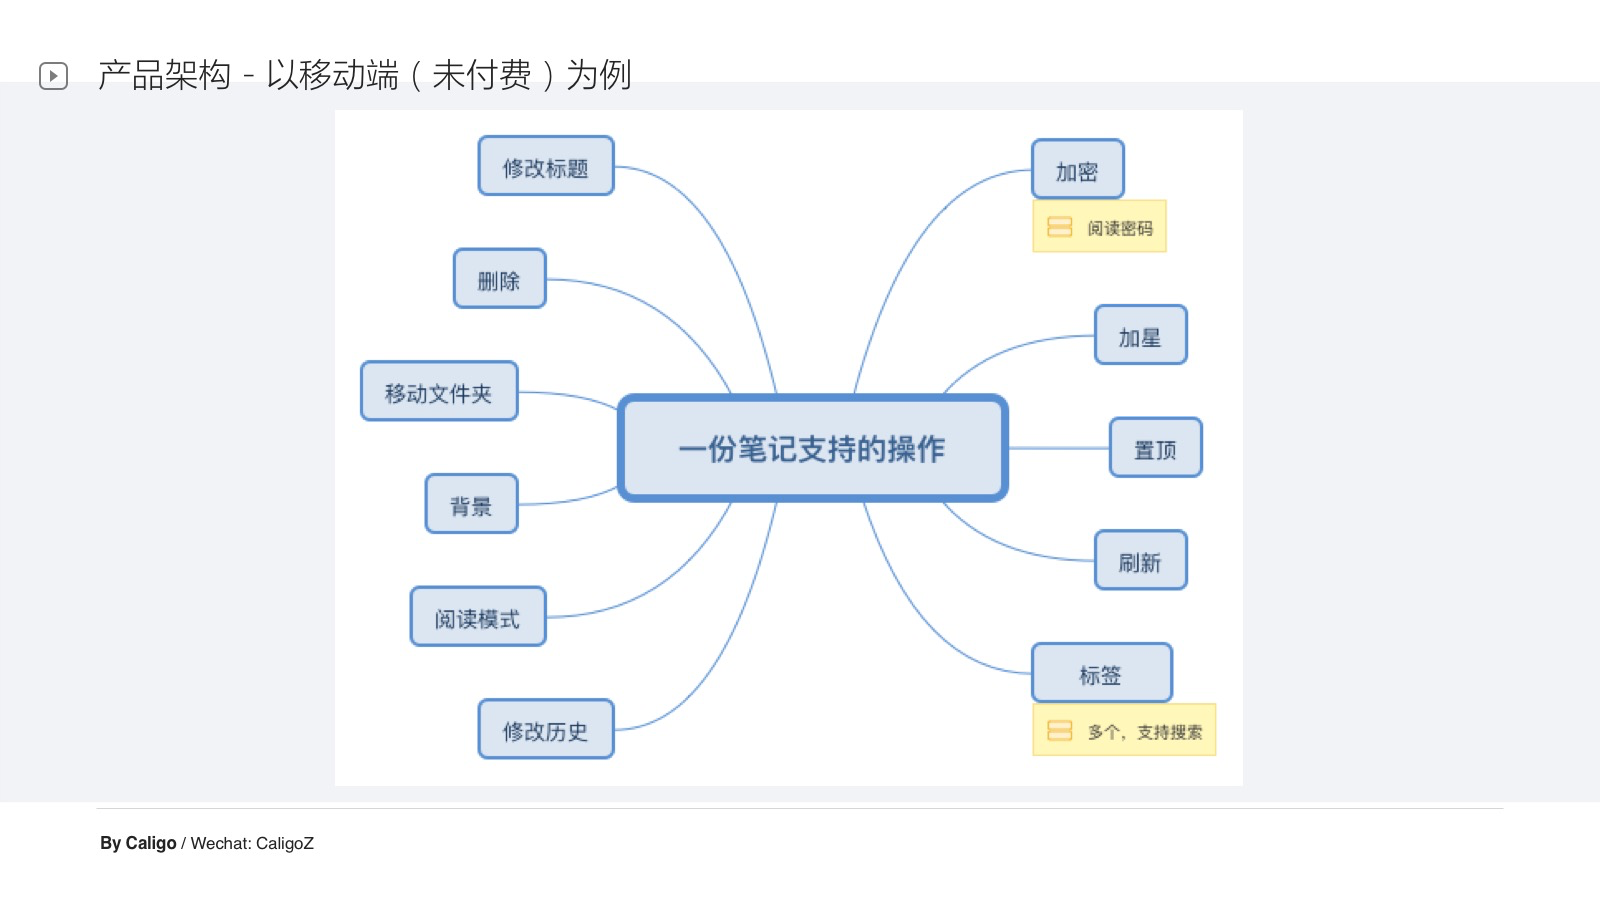 产品架构 - 以移动端（未付费）为例
修改标题
删除
移动文件夹
背景
阅读模式
修改历史
一份笔记支持的操作
加密
阅读密码
加星
置顶
刷新
标签
多个，支持搜索
By Caligo / Wechat: CaligoZ